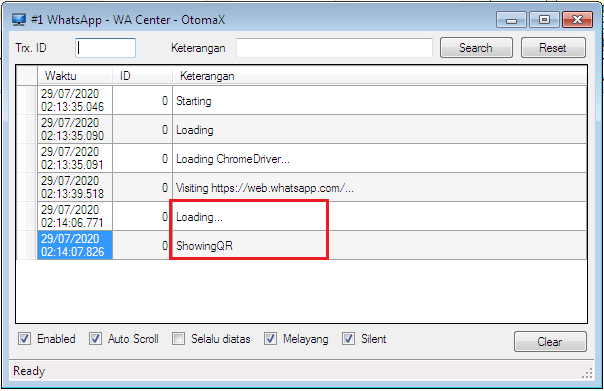 #1 WhatsApp - WA Center - OtomaX
Trx. ID Keterangan Search Reset
Waktu ID Keterangan
29/07/2020
02:13:35.046 0 Starting
29/07/2020
02:13:35.090 0 Loading
29/07/2020
02:13:35.091 0 Loading ChromeDriver...
29/07/2020
02:13:39.518 0 Visiting https://web.whatsapp.com/...
29/07/2020
02:14:06.771 0 Loading...
29/07/2020
02:14:07.826 0 ShowingQR
Enabled Auto Scroll Selalu diatas Melayang Silent Clear
Ready